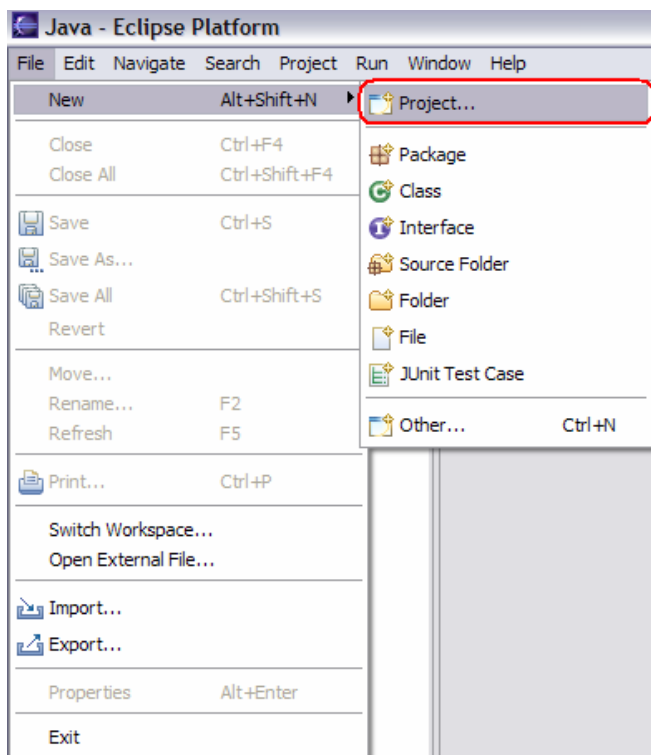 Java - Eclipse Platform
File Edit Navigate Search Project Run Window Help
New Alt+Shift+N
Close Ctrl+F4
Close All Ctrl+Shift+F4
Save Ctrl+S
Save As...
Save All Ctrl+Shift+S
Revert
Move...
Rename... F2
Refresh F5
Print... Ctrl+P
Switch Workspace...
Open External File...
Import...
Export...
Properties Alt+Enter
Exit
Project...
Package
Class
Interface
Source Folder
Folder
File
JUnit Test Case
Other... Ctrl+N